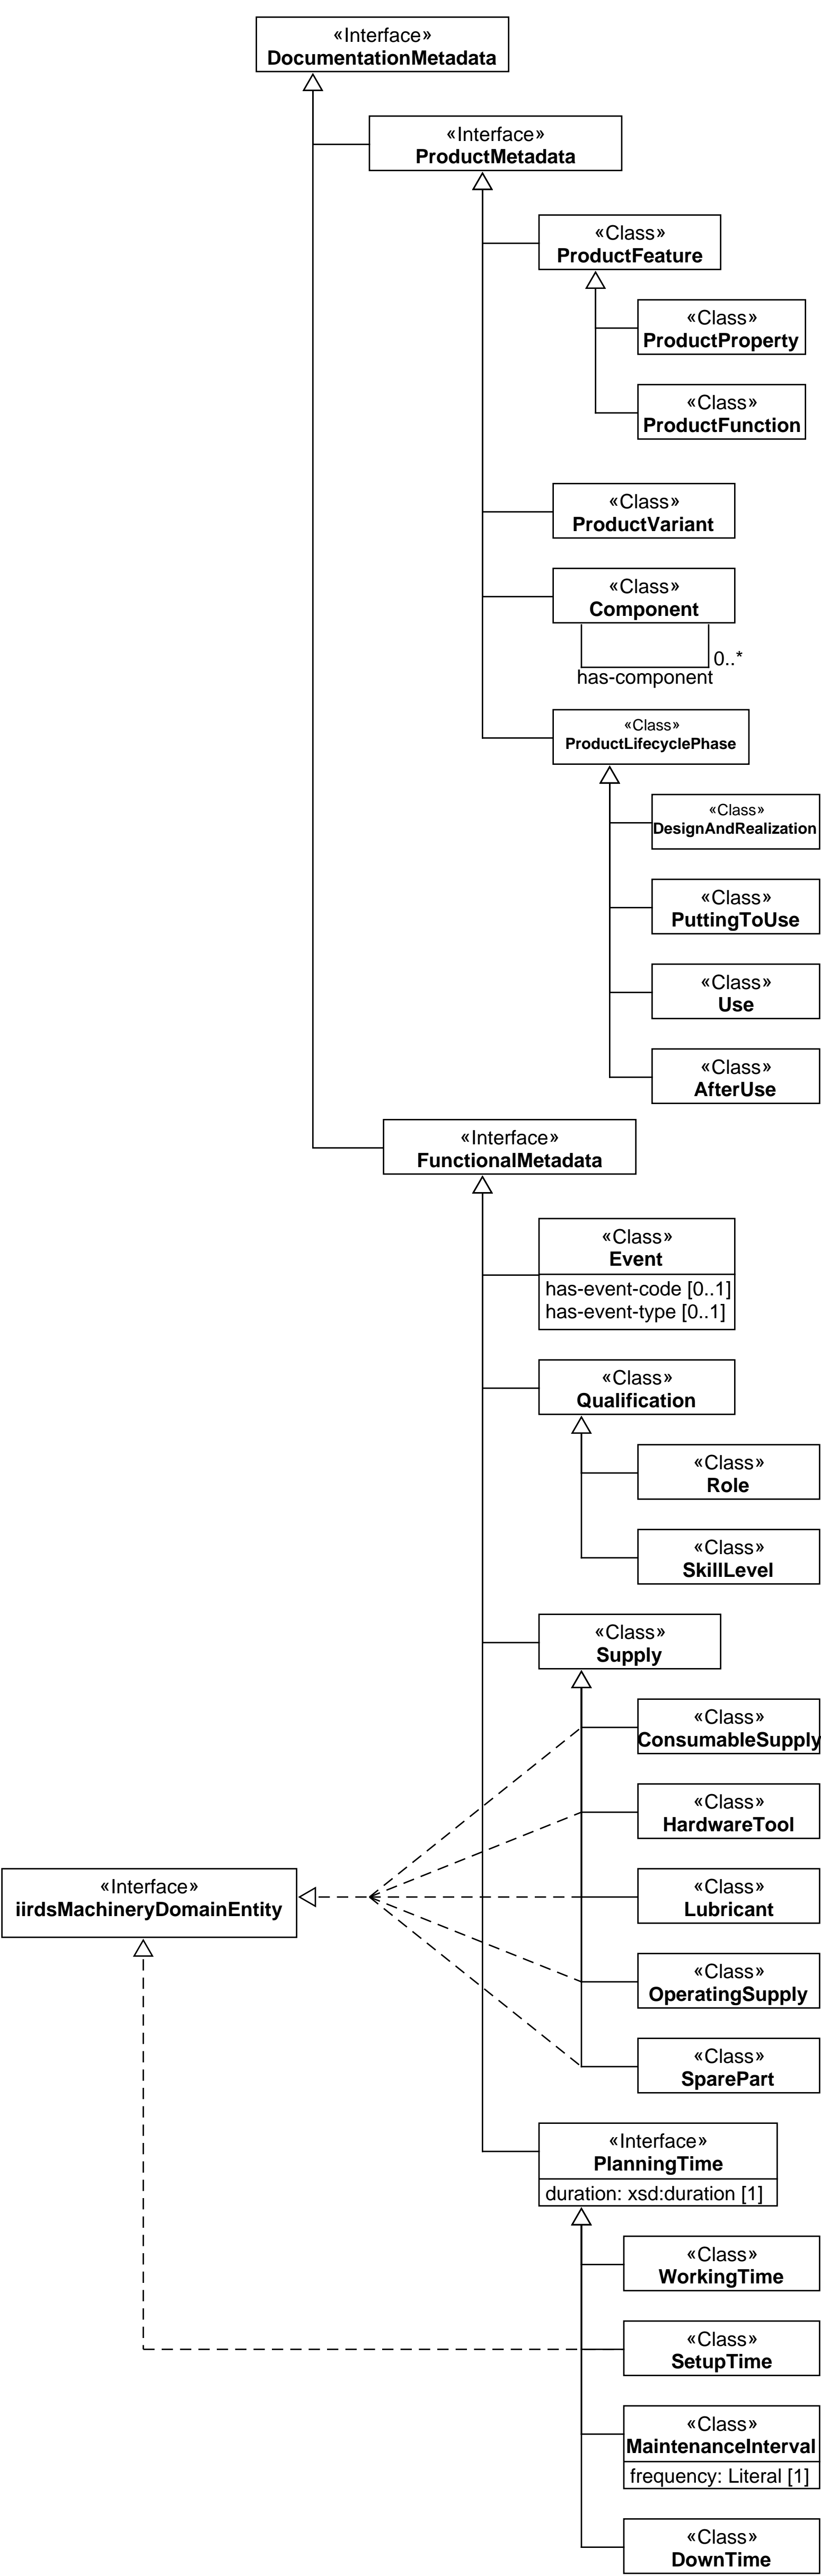 «Interface»
DocumentationMetadata
«Interface»
ProductMetadata
«Class»
ProductFeature
«Class»
ProductProperty
«Class»
ProductFunction
«Class»
ProductVariant
«Class»
Component
0..*
has-component
«Class»
ProductLifecyclePhase
«Class»
DesignAndRealization
«Class»
PuttingToUse
«Class»
Use
«Class»
AfterUse
«Interface»
FunctionalMetadata
«Class»
Event
has-event-code [0..1]
has-event-type [0..1]
«Class»
Qualification
«Class»
Role
«Class»
SkillLevel
«Class»
Supply
«Class»
ConsumableSupply
«Class»
HardwareTool
«Interface»
iirdsMachineryDomainEntity
«Class»
Lubricant
«Class»
OperatingSupply
«Class»
SparePart
«Interface»
PlanningTime
duration: xsd:duration [1]
«Class»
WorkingTime
«Class»
SetupTime
«Class»
MaintenanceInterval
frequency: Literal [1]
«Class»
DownTime